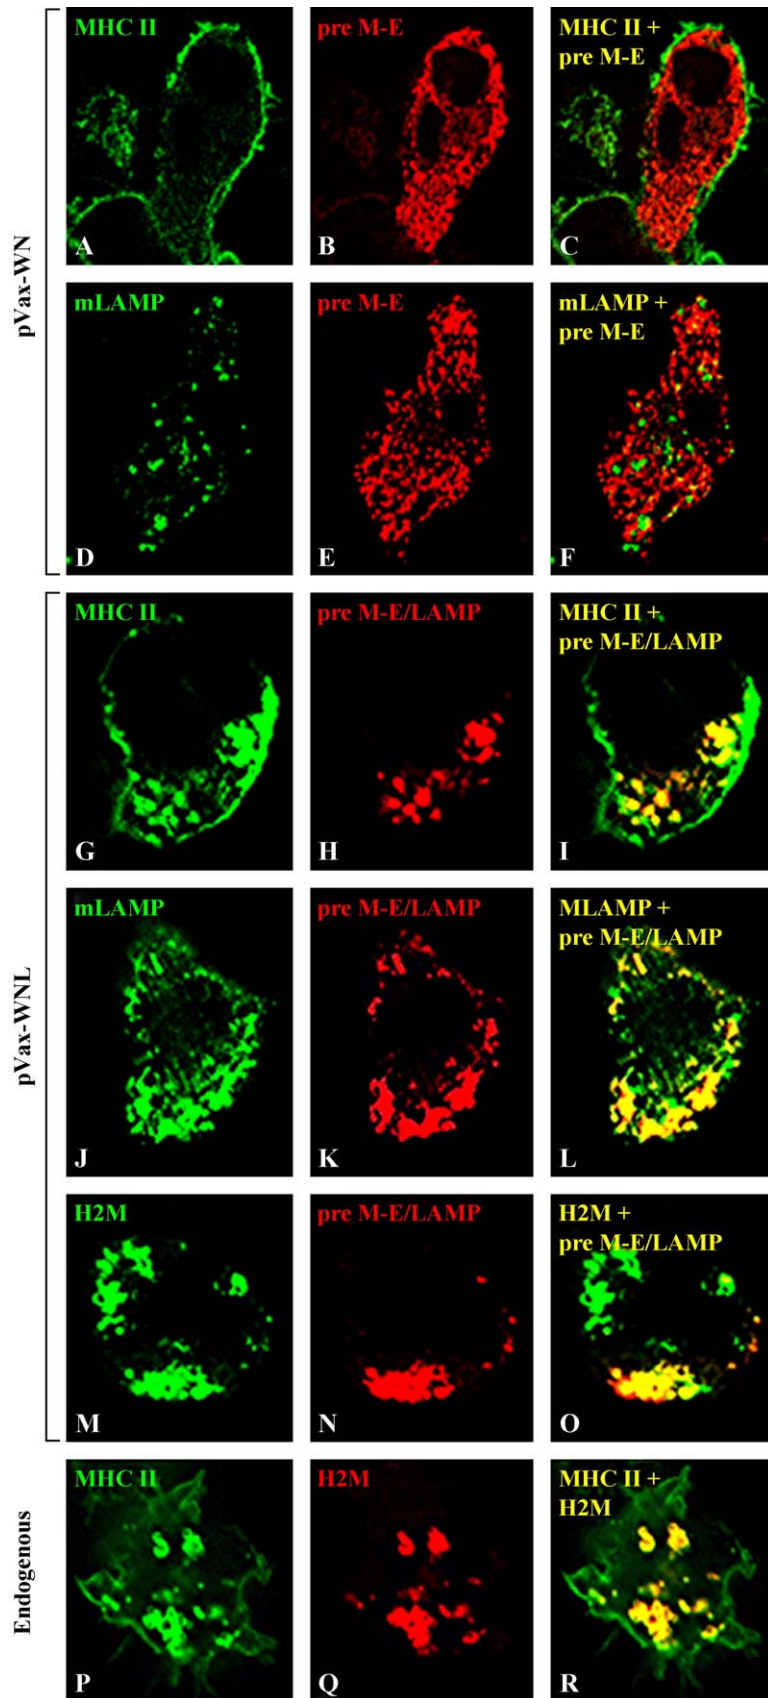 pVax-WN
MHC II
A
pre M-E
B
MHC II +
pre M-E
C
mLAMP
D
pre M-E
E
mLAMP +
pre M-E
F
pVax-WNL
MHC II
G
pre M-E/LAMP
H
MHC II +
pre M-E/LAMP
I
mLAMP
J
pre M-E/LAMP
K
MLAMP +
pre M-E/LAMP
L
H2M
M
pre M-E/LAMP
N
H2M +
pre M-E/LAMP
O
Endogenous
MHC II
P
H2M
Q
MHC II +
H2M
R